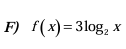 F) f(x) = 3log₂ x